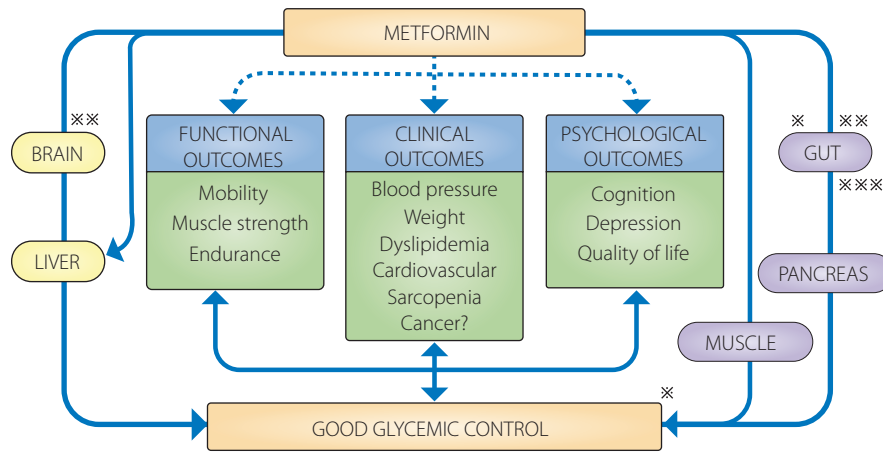 METFORMIN
※※
BRAIN
LIVER
FUNCTIONAL
OUTCOMES
Mobility
Muscle strength
Endurance
CLINICAL
OUTCOMES
Blood pressure
Weight
Dyslipidemia
Cardiovascular
Sarcopenia
Cancer?
PSYCHOLOGICAL
OUTCOMES
Cognition
Depression
Quality of life
※ ※※
GUT
※※※
PANCREAS
MUSCLE
※
GOOD GLYCEMIC CONTROL